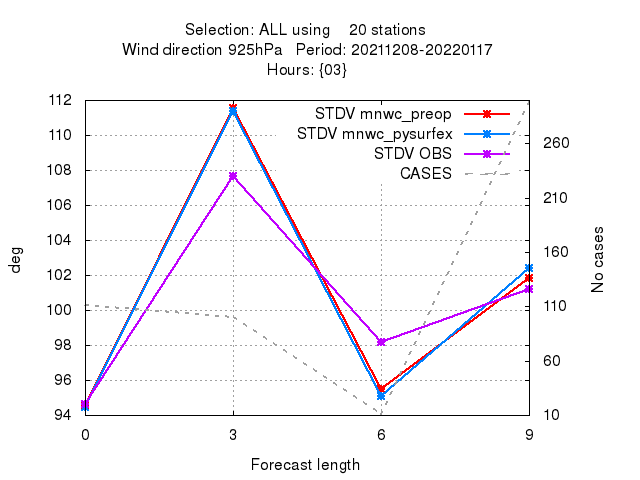 Selection: ALL using    20 stations
Wind direction 925hPa   Period: 20211208-20220117
Hours: {03}
STDV mnwc_preop
STDV mnwc_pysurfex
STDV OBS
CASES
112
110
108
106
104
102
100
98
96
94
260
210
160
110
60
10
0
3
6
9
deg
No cases
Forecast length